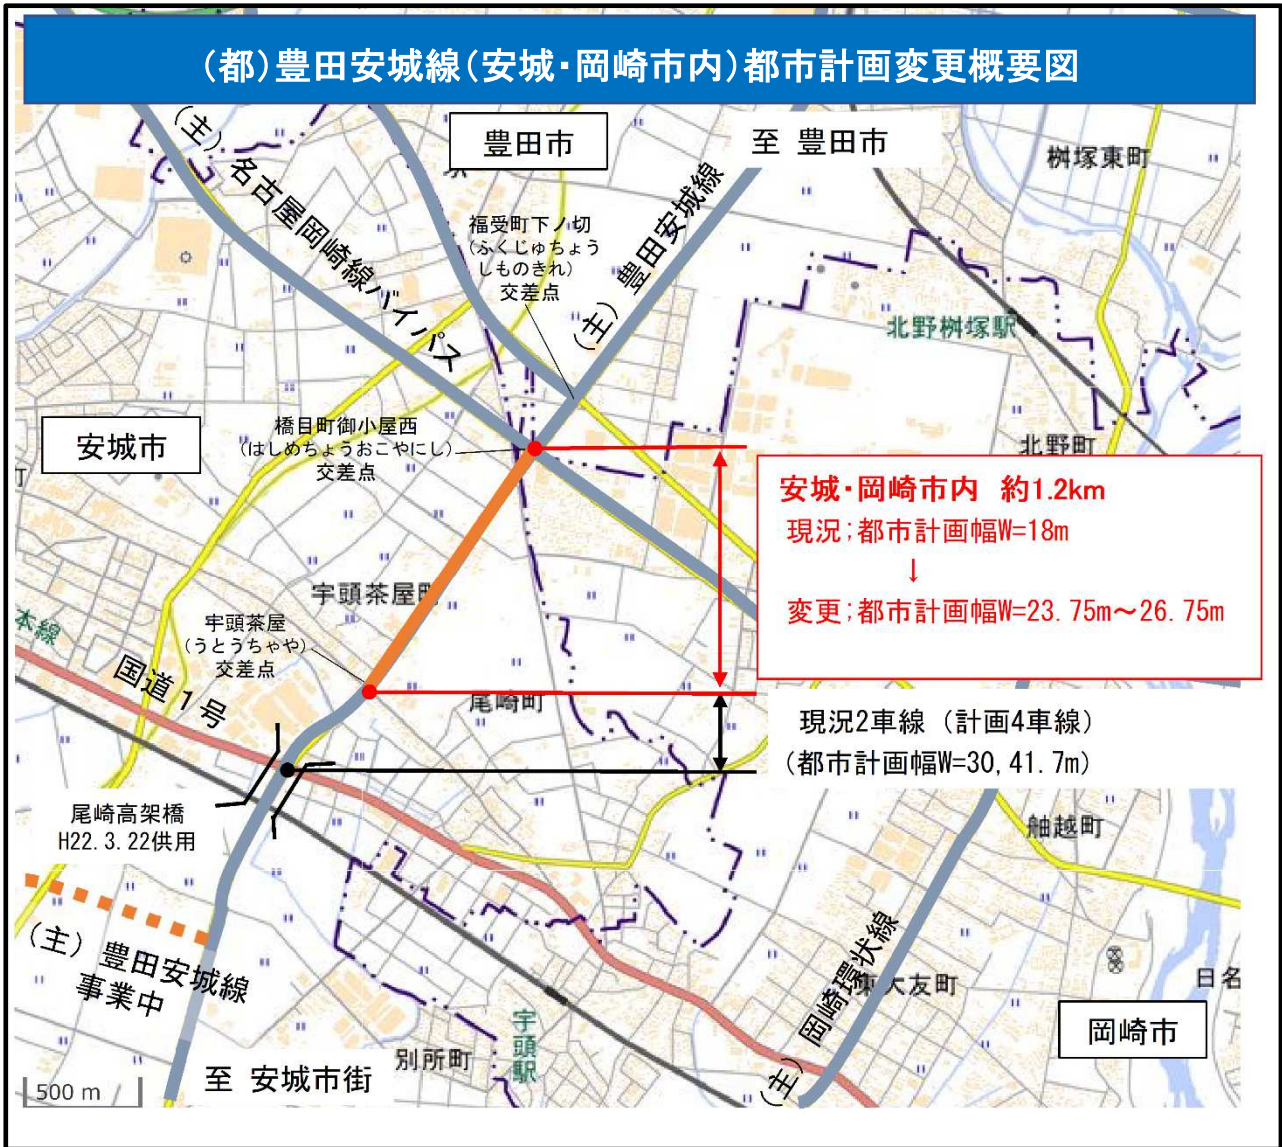 (都)豊田安城線(安城・岡崎市内)都市計画変更概要図
豊田市
至 豊田市
桝塚東町
(主) 名古屋岡崎線バイパス
福受町下ノ切
(ふくじゅちょう
しものきれ)
交差点
(主) 豊田安城線
北野桝塚駅
安城市
橋目町御小屋西
(はしめちょうおこやにし)
交差点
北野町
安城・岡崎市内 約1.2km
現況;都市計画幅W=18m
↓
変更;都市計画幅W=23.75m～26.75m
宇頭茶屋町
宇頭茶屋
(うとうちゃや)
交差点
本線
国道1号
尾崎町
現況2車線 (計画4車線)
(都市計画幅W=30,41.7m)
尾崎高架橋
H22.3.22供用
舳越町
(主) 豊田安城線
事業中
(主) 岡崎環状線
東大友町
日名
岡崎市
宇頭駅
別所町
至 安城市街
500 m